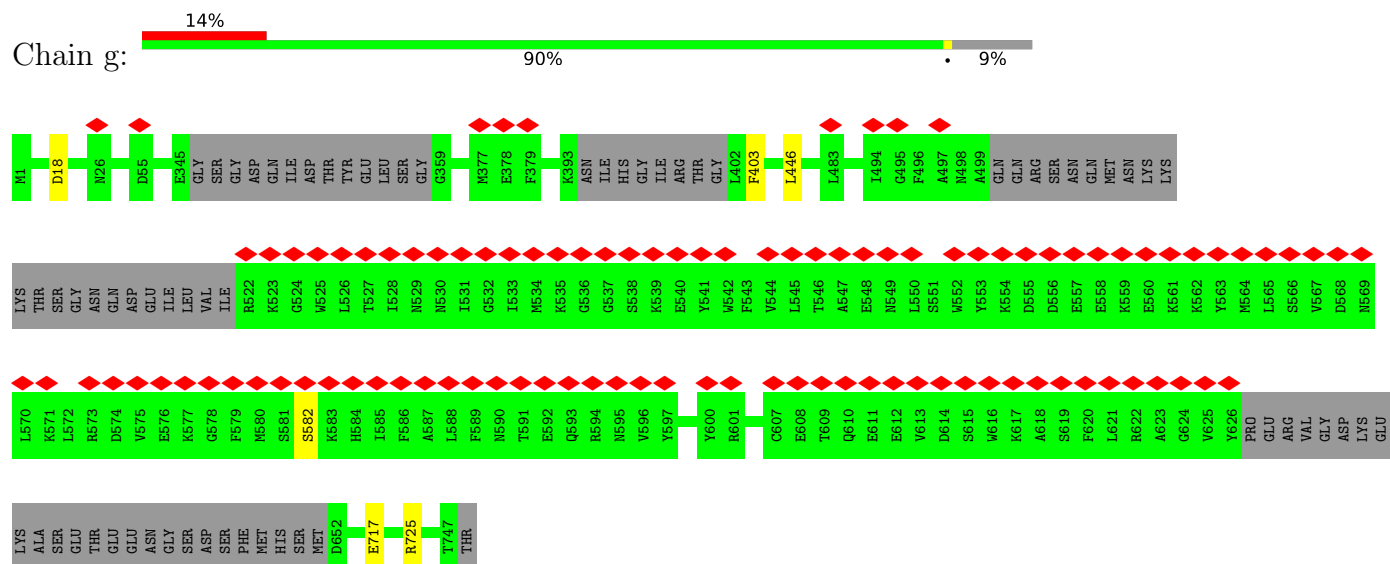 14%
Chain g:
90% • 9%
M1 D18 N26 D55 E345 GLY SER GLY ASP GLN ILE ASP THR TYR GLU LEU SER GLY G359 M377 E378 F379 K393 ASN ILE HIS GLY ILE ARG THR GLY L402 F403 L446 L483 I494 G495 F496 A497 N498 A499 GLN GLN ARG SER ASN GLN MET ASN LYS LYS
LYS THR SER GLY ASN GLN ASP GLU ILE LEU VAL ILE R522 K523 G524 W525 L526 T527 I528 N529 N530 I531 G532 I533 M534 K535 G536 G537 S538 K539 E540 Y541 W542 F543 V544 L545 T546 A547 E548 N549 L550 S551 W552 Y553 K554 D555 D556 E557 E558 K559 E560 K561 K562 Y563 M564 L565 S566 V567 D568 N569
L570 K571 L572 R573 D574 V575 E576 K577 G578 F579 M580 S581 S582 K583 H584 I585 F586 A587 L588 F589 N590 T591 E592 Q593 R594 N595 V596 Y597 Y600 R601 C607 E608 T609 Q610 E611 E612 V613 D614 S615 W616 K617 A618 S619 F620 L621 R622 A623 G624 V625 Y626 PRO GLU ARG VAL GLY ASP LYS GLU
LYS ALA SER GLU THR GLU GLU ASN GLY SER ASP SER PHE MET HIS SER MET D652 E717 R725 T747 THR